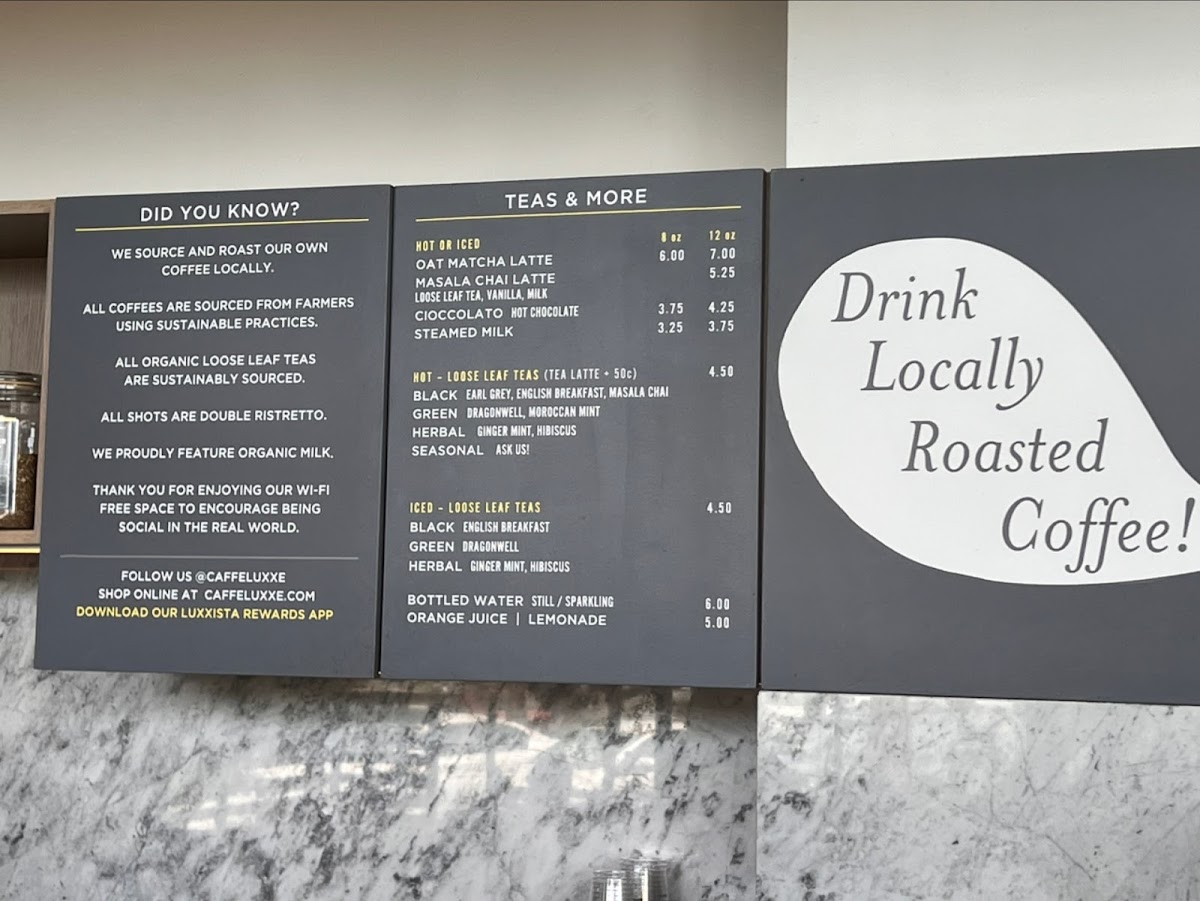 DID YOU KNOW?
WE SOURCE AND ROAST OUR OWN
COFFEE LOCALLY.
ALL COFFEES ARE SOURCED FROM FARMERS
USING SUSTAINABLE PRACTICES.
ALL ORGANIC LOOSE LEAF TEAS
ARE SUSTAINABLY SOURCED.
ALL SHOTS ARE DOUBLE RISTRETTO.
WE PROUDLY FEATURE ORGANIC MILK.
THANK YOU FOR ENJOYING OUR WI-FI
FREE SPACE TO ENCOURAGE BEING
SOCIAL IN THE REAL WORLD.
FOLLOW US @CAFFELUXXE
SHOP ONLINE AT CAFFELUXXE.COM
DOWNLOAD OUR LUXXISTA REWARDS APP
TEAS & MORE
HOT OR ICED 8 oz 12 oz
OAT MATCHA LATTE 6.00 7.00
MASALA CHAI LATTE 5.25
LOOSE LEAF TEA, VANILLA, MILK
CIOCCOLATO HOT CHOCOLATE 3.75 4.25
STEAMED MILK 3.25 3.75
HOT - LOOSE LEAF TEAS (TEA LATTE + 50c) 4.50
BLACK EARL GREY, ENGLISH BREAKFAST, MASALA CHAI
GREEN DRAGONWELL, MOROCCAN MINT
HERBAL GINGER MINT, HIBISCUS
SEASONAL ASK US!
ICED - LOOSE LEAF TEAS 4.50
BLACK ENGLISH BREAKFAST
GREEN DRAGONWELL
HERBAL GINGER MINT, HIBISCUS
BOTTLED WATER STILL / SPARKLING 6.00
ORANGE JUICE | LEMONADE 5.00
Drink
Locally
Roasted
Coffee!